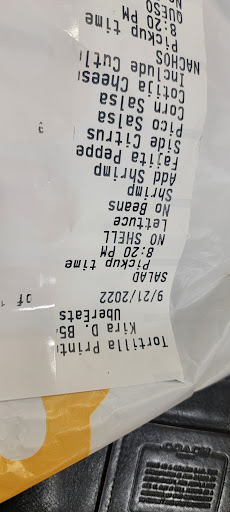 Tortilla Print
Kira D. B5
UberEats
9/21/2022 of
SALAD
Pickup time
8:20 PM
NO SHELL
Lettuce
No Beans
Shrimp
Add Shrimp
Fajita Peppe
Side Citrus
Pico Salsa
Corn Salsa
Cotija Chees
Include Cutl
NACHOS
Pickup time
8:20 PM
QUESO